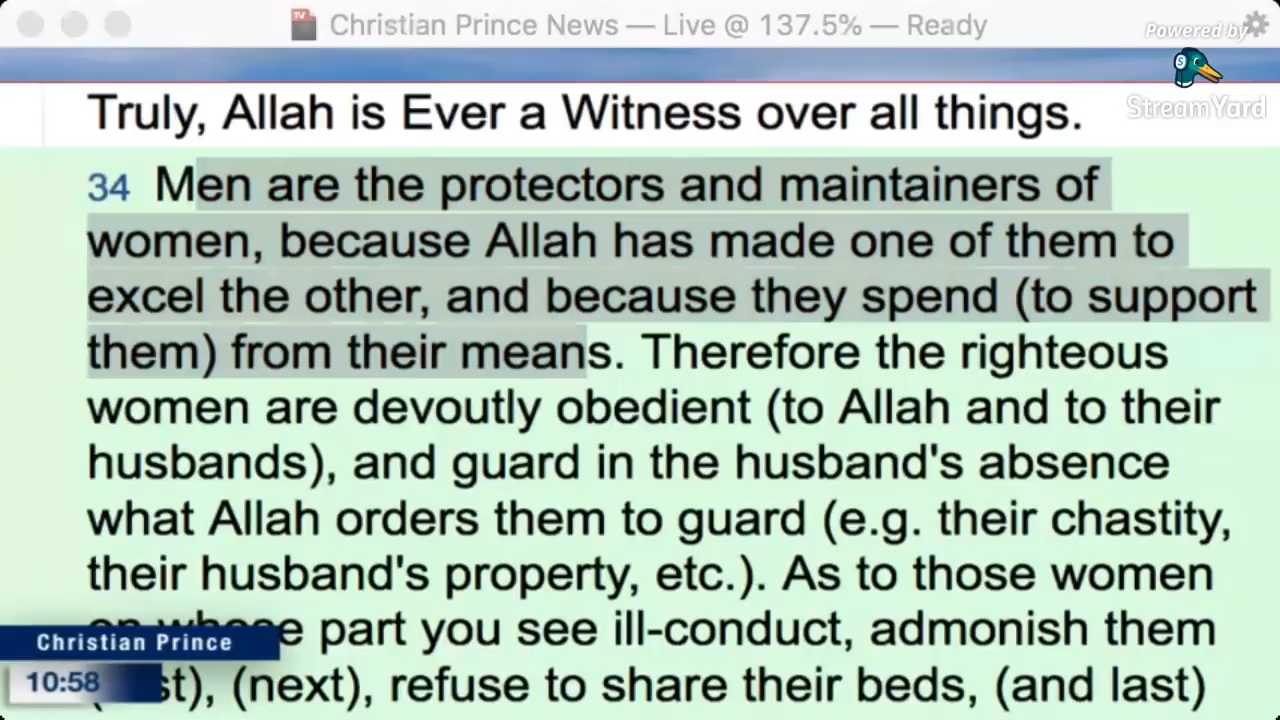 Christian Prince News — Live @ 137.5% — Ready
Powered by
StreamYard
Truly, Allah is Ever a Witness over all things.
34 Men are the protectors and maintainers of
women, because Allah has made one of them to
excel the other, and because they spend (to support
them) from their means. Therefore the righteous
women are devoutly obedient (to Allah and to their
husbands), and guard in the husband's absence
what Allah orders them to guard (e.g. their chastity,
their husband's property, etc.). As to those women
part you see ill-conduct, admonish them
(next), refuse to share their beds, (and last)
Christian Prince
10:58